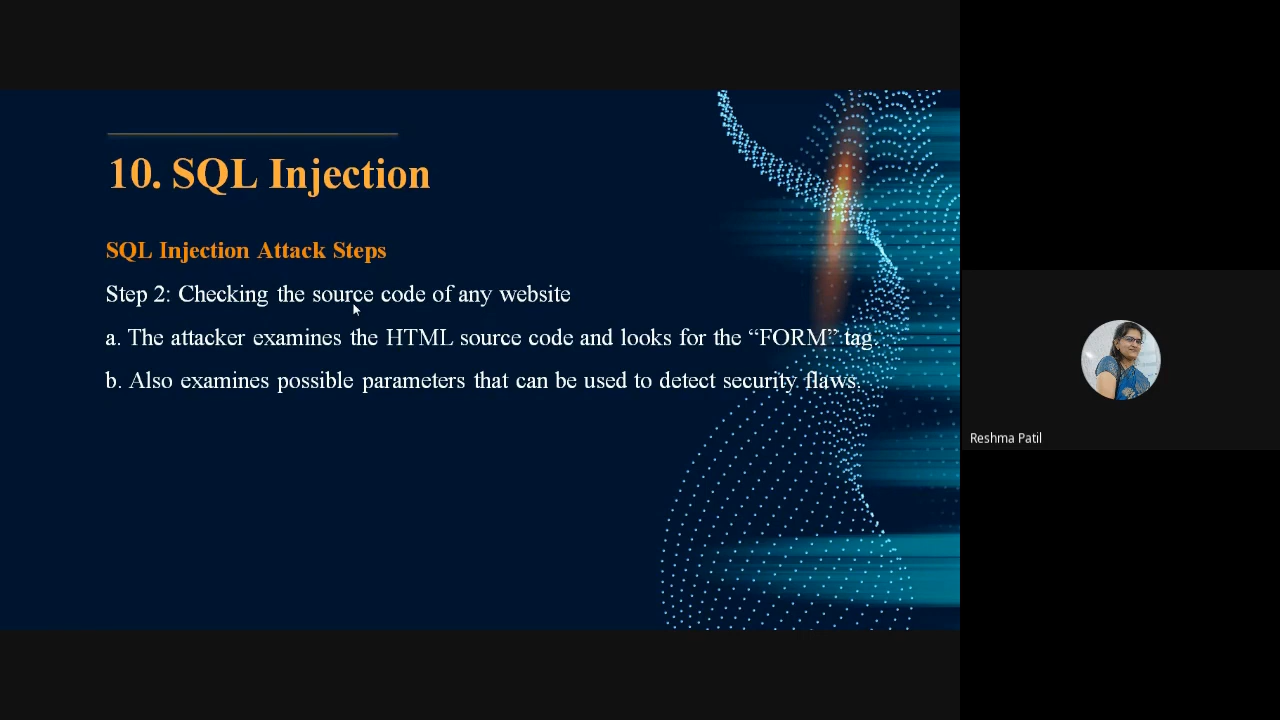 10. SQL Injection
SQL Injection Attack Steps
Step 2: Checking the source code of any website
a. The attacker examines the HTML source code and looks for the “FORM” tag.
b. Also examines possible parameters that can be used to detect security flaws.
Reshma Patil